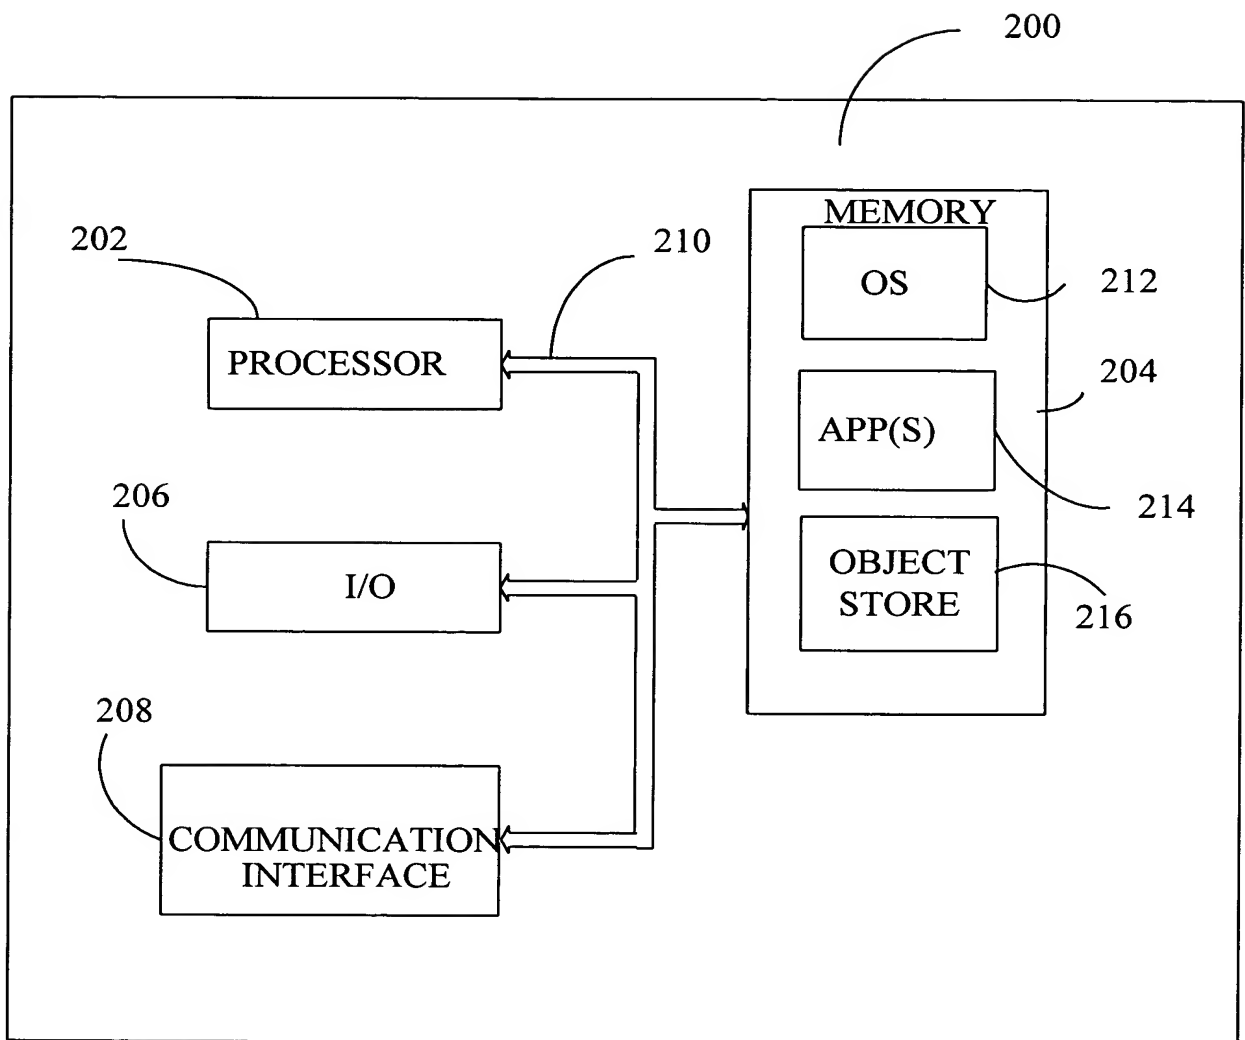 200
MEMORY
202
210
OS
212
PROCESSOR
204
APP(S)
206
214
I/O
OBJECT
STORE
216
208
COMMUNICATION
INTERFACE